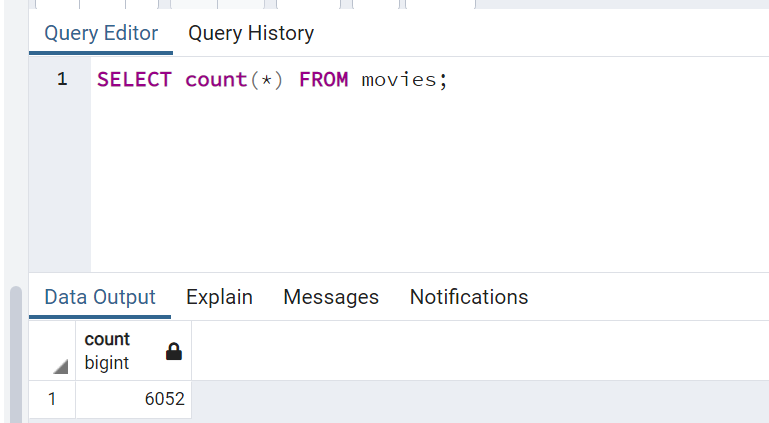 Query Editor Query History
1 SELECT count(*) FROM movies;
Data Output Explain Messages Notifications
count
bigint
1 6052